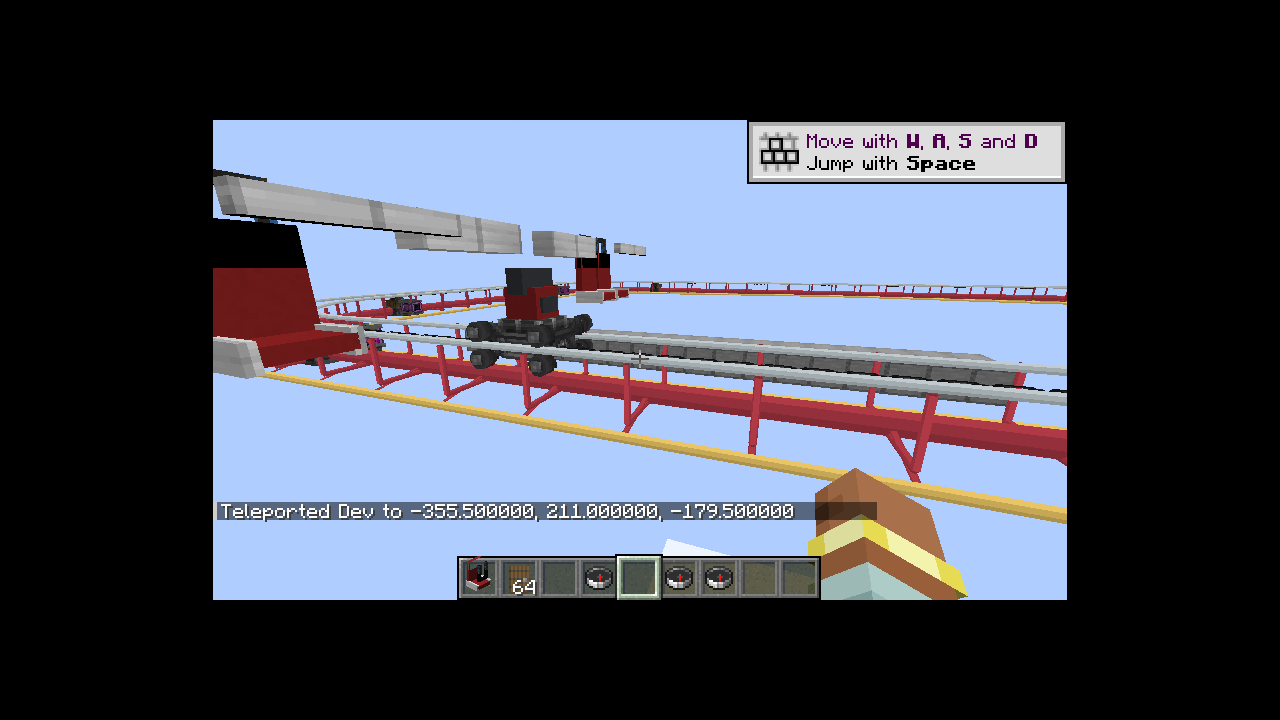 Move with W, A, S and D
Jump with Space
Teleported Dev to -355.500000, 211.000000, -179.500000
64